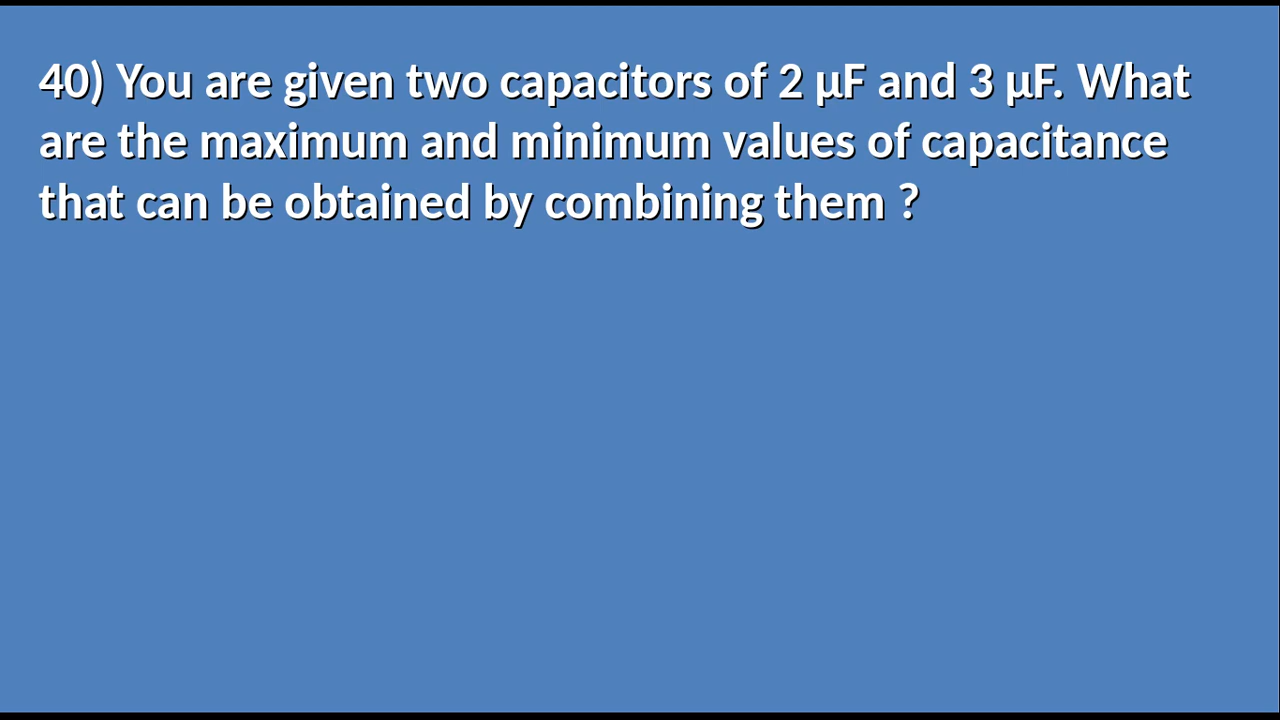 40) You are given two capacitors of 2 µF and 3 µF. What
are the maximum and minimum values of capacitance
that can be obtained by combining them ?